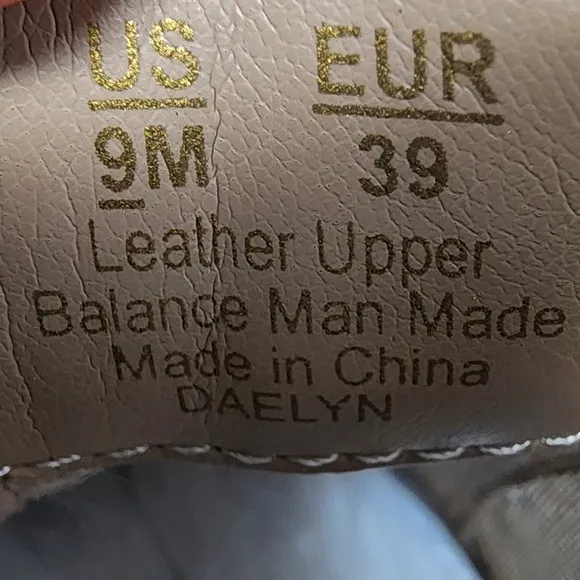 US EUR
9M 39
Leather Upper
Balance Man Made
Made in China
DAELYN